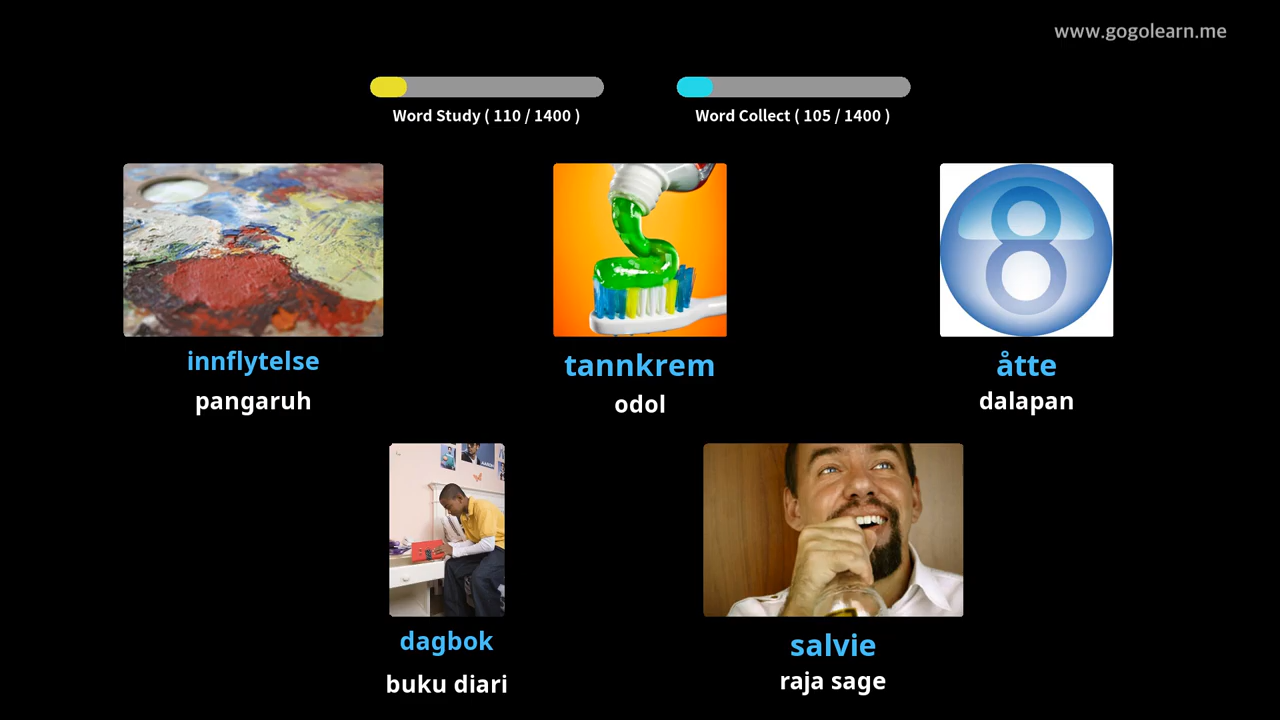 www.gogolearn.me
Word Study ( 110 / 1400 )
Word Collect ( 105 / 1400 )
innflytelse
pangaruh
tannkrem
odol
8
åtte
dalapan
dagbok
buku diari
salvie
raja sage